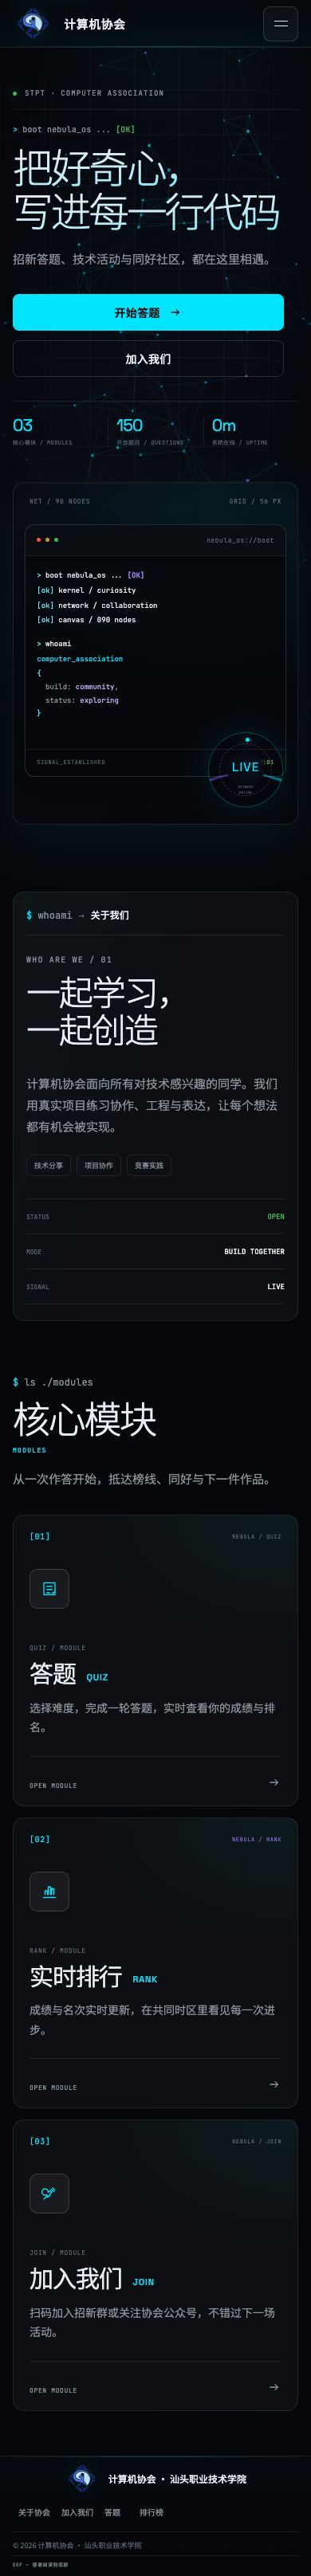 计算机协会
STPT · COMPUTER ASSOCIATION
> boot nebula_os ... [OK]
把好奇心，
写进每一行代码
招新答题、技术活动与同好社区，都在这里相遇。
开始答题 →
加入我们
03
150
0m
核心模块 / MODULES
开放题目 / QUESTIONS
系统在线 / UPTIME
NET / 90 NODES
GRID / 56 PX
nebula_os://boot
> boot nebula_os ... [OK]
[ok] kernel / curiosity
[ok] network / collaboration
[ok] canvas / 090 nodes
> whoami
computer_association
{
build: community,
status: exploring
}
SIGNAL_ESTABLISHED
LIVE
:01
$ whoami → 关于我们
WHO ARE WE / 01
一起学习，
一起创造
计算机协会面向所有对技术感兴趣的同学。我们
用真实项目练习协作、工程与表达，让每个想法
都有机会被实现。
技术分享
项目协作
竞赛实践
STATUS
OPEN
MODE
BUILD TOGETHER
SIGNAL
LIVE
$ ls ./modules
核心模块
MODULES
从一次作答开始，抵达榜线、同好与下一件作品。
[01]
NEBULA / QUIZ
QUIZ / MODULE
答题 QUIZ
选择难度，完成一轮答题，实时查看你的成绩与排
名。
OPEN MODULE →
[02]
NEBULA / RANK
RANK / MODULE
实时排行 RANK
成绩与名次实时更新，在共同时区里看见每一次进
步。
OPEN MODULE →
[03]
NEBULA / JOIN
JOIN / MODULE
加入我们 JOIN
扫码加入招新群或关注协会公众号，不错过下一场
活动。
OPEN MODULE →
计算机协会 · 汕头职业技术学院
关于协会
加入我们
答题
排行榜
© 2026 计算机协会 · 汕头职业技术学院